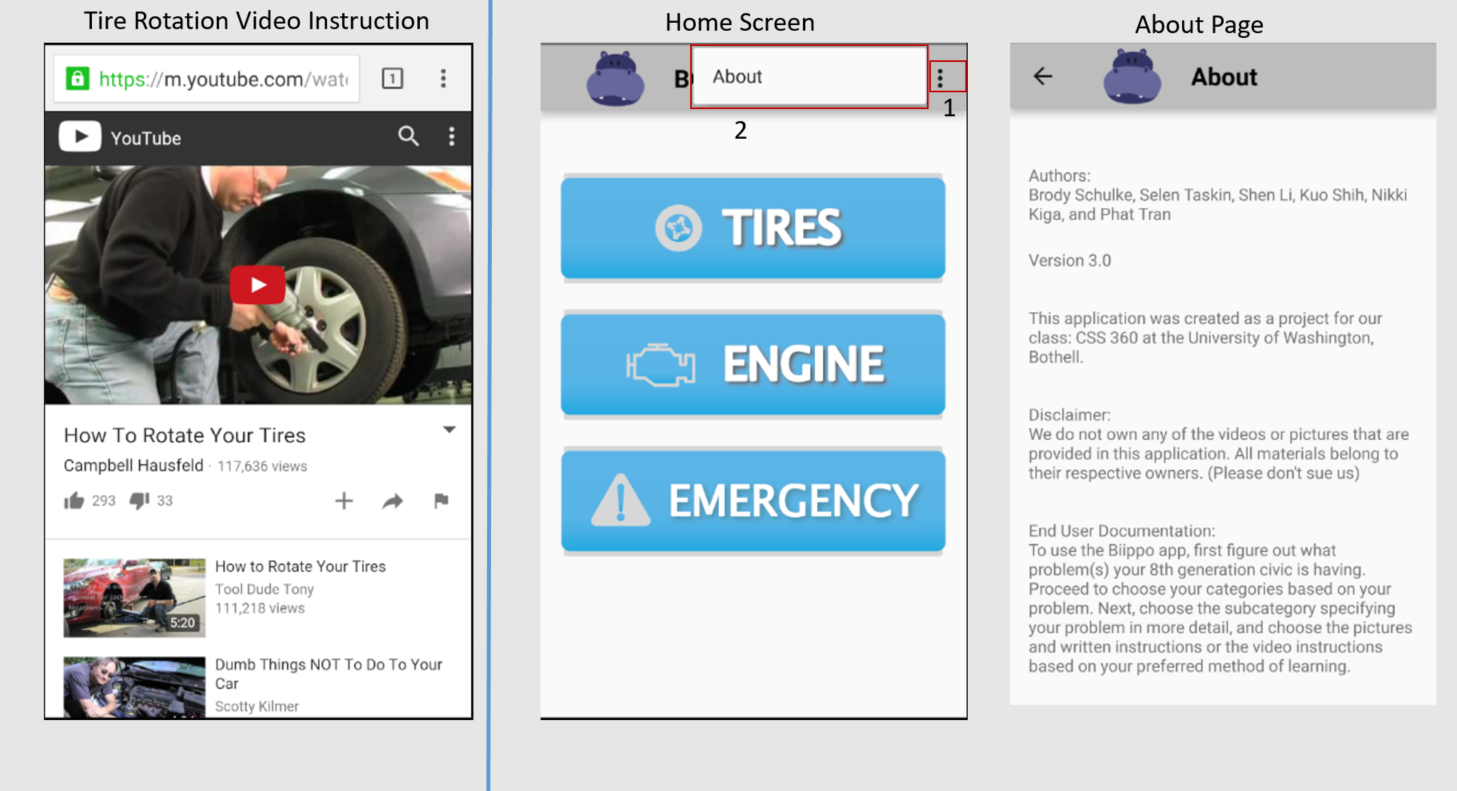 Tire Rotation Video Instruction
https://m.youtube.com/wat
1
YouTube
How To Rotate Your Tires
Campbell Hausfeld · 117,636 views
293
33
How to Rotate Your Tires
Tool Dude Tony
111,218 views
5:20
Dumb Things NOT To Do To Your
Car
Scotty Kilmer
Home Screen
B
About
1
2
TIRES
ENGINE
EMERGENCY
About Page
About
Authors:
Brody Schulke, Selen Taskin, Shen Li, Kuo Shih, Nikki
Kiga, and Phat Tran
Version 3.0
This application was created as a project for our
class: CSS 360 at the University of Washington,
Bothell.
Disclaimer:
We do not own any of the videos or pictures that are
provided in this application. All materials belong to
their respective owners. (Please don't sue us)
End User Documentation:
To use the Biippo app, first figure out what
problem(s) your 8th generation civic is having.
Proceed to choose your categories based on your
problem. Next, choose the subcategory specifying
your problem in more detail, and choose the pictures
and written instructions or the video instructions
based on your preferred method of learning.